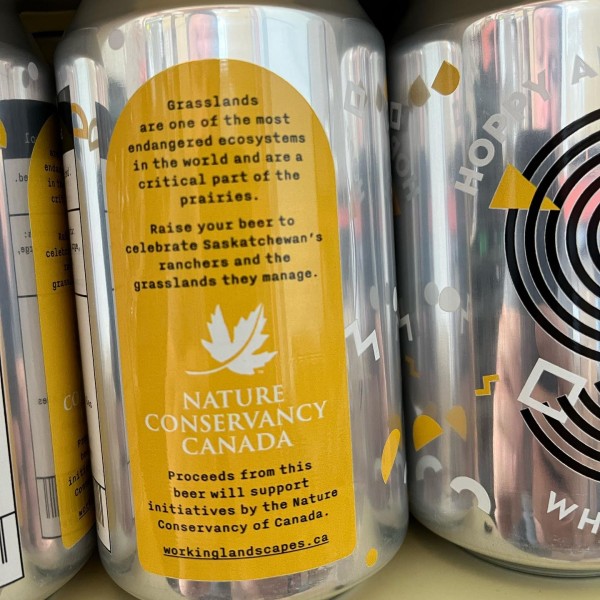 Grasslands
are one of the most
endangered ecosystems
in the world and are a
critical part of the
prairies.
Raise your beer to
celebrate Saskatchewan's
ranchers and the
grasslands they manage.
NATURE
CONSERVANCY
CANADA
Proceeds from this
beer will support
initiatives by the Nature
Conservancy of Canada.
workinglandscapes.ca
HOPPY